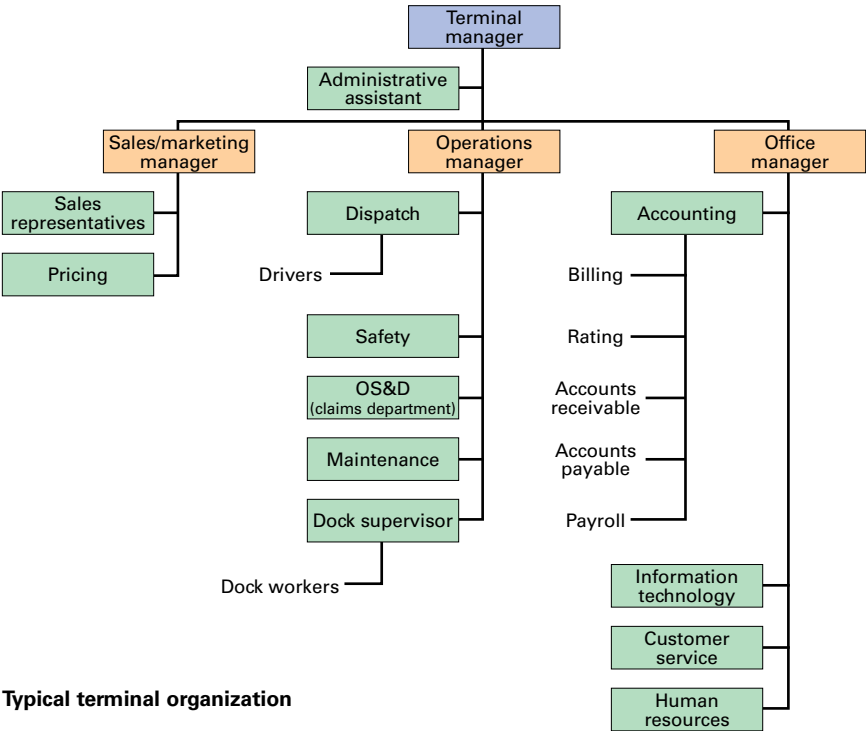 Terminal
manager
Administrative
assistant
Sales/marketing
manager
Operations
manager
Office
manager
Sales
representatives
Pricing
Dispatch
Drivers
Safety
OS&D
(claims department)
Maintenance
Dock supervisor
Dock workers
Accounting
Billing
Rating
Accounts
receivable
Accounts
payable
Payroll
Information
technology
Customer
service
Human
resources
Typical terminal organization